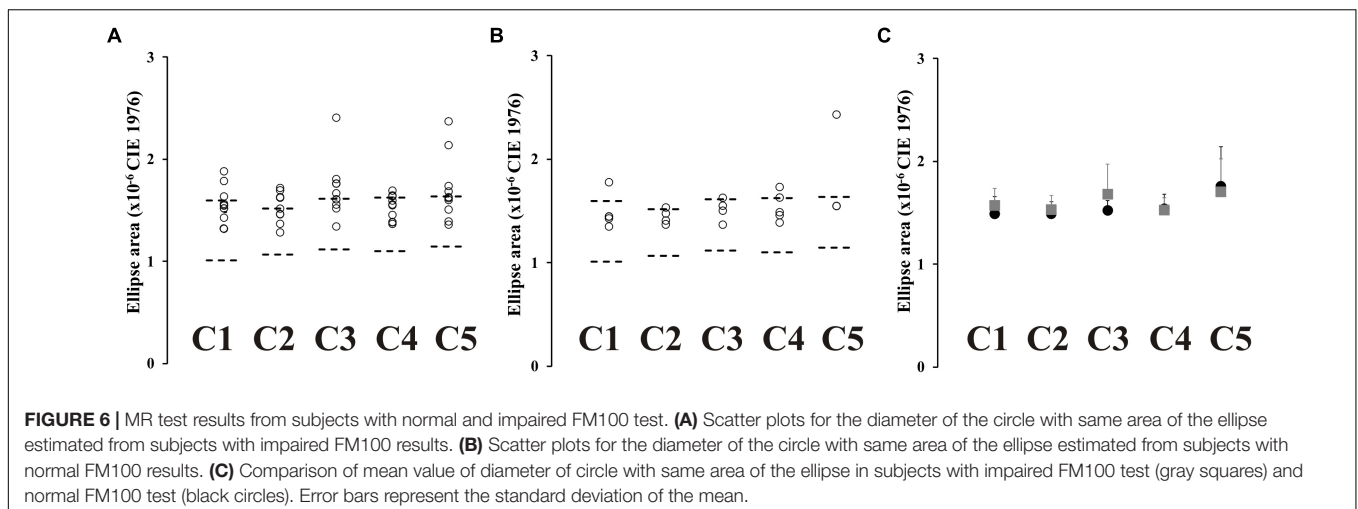 A
B
C
Ellipse area (x10-6 CIE 1976)
3
2
1
0
C1 C2 C3 C4 C5
Ellipse area (x10-6 CIE 1976)
3
2
1
0
C1 C2 C3 C4 C5
Ellipse area (x10-6 CIE 1976)
3
2
1
0
C1 C2 C3 C4 C5
FIGURE 6 | MR test results from subjects with normal and impaired FM100 test. (A) Scatter plots for the diameter of the circle with same area of the ellipse
estimated from subjects with impaired FM100 results. (B) Scatter plots for the diameter of the circle with same area of the ellipse estimated from subjects with
normal FM100 results. (C) Comparison of mean value of diameter of circle with same area of the ellipse in subjects with impaired FM100 test (gray squares) and
normal FM100 test (black circles). Error bars represent the standard deviation of the mean.